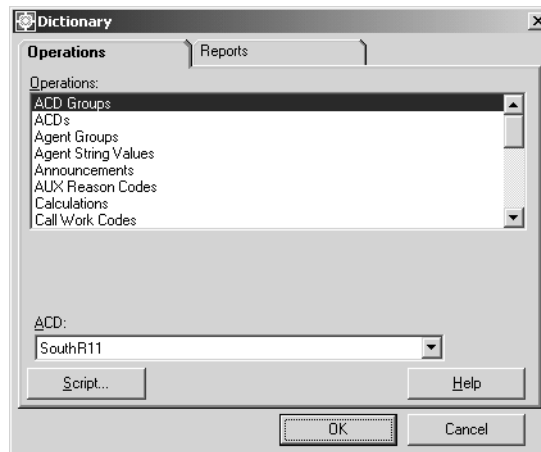 Dictionary
Operations
Reports
Operations:
ACD Groups
ACDs
Agent Groups
Agent String Values
Announcements
AUX Reason Codes
Calculations
Call Work Codes
ACD:
SouthR11
Script...
Help
OK
Cancel